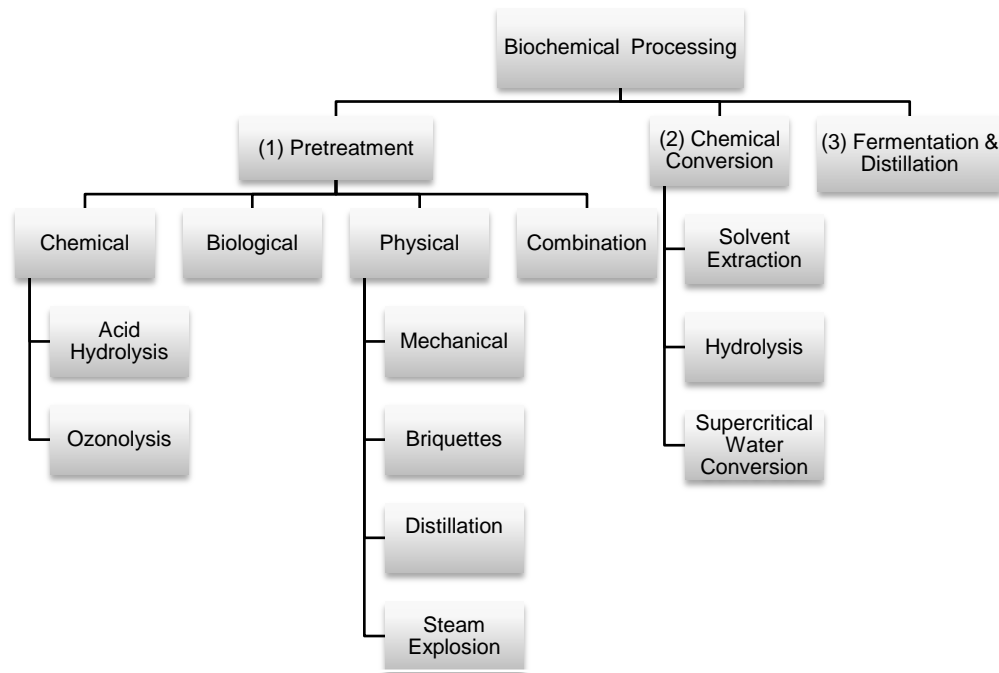 Biochemical Processing
(1) Pretreatment
(2) Chemical
Conversion
(3) Fermentation &
Distillation
Chemical
Biological
Physical
Combination
Solvent
Extraction
Acid
Hydrolysis
Mechanical
Hydrolysis
Ozonolysis
Briquettes
Supercritical
Water
Conversion
Distillation
Steam
Explosion